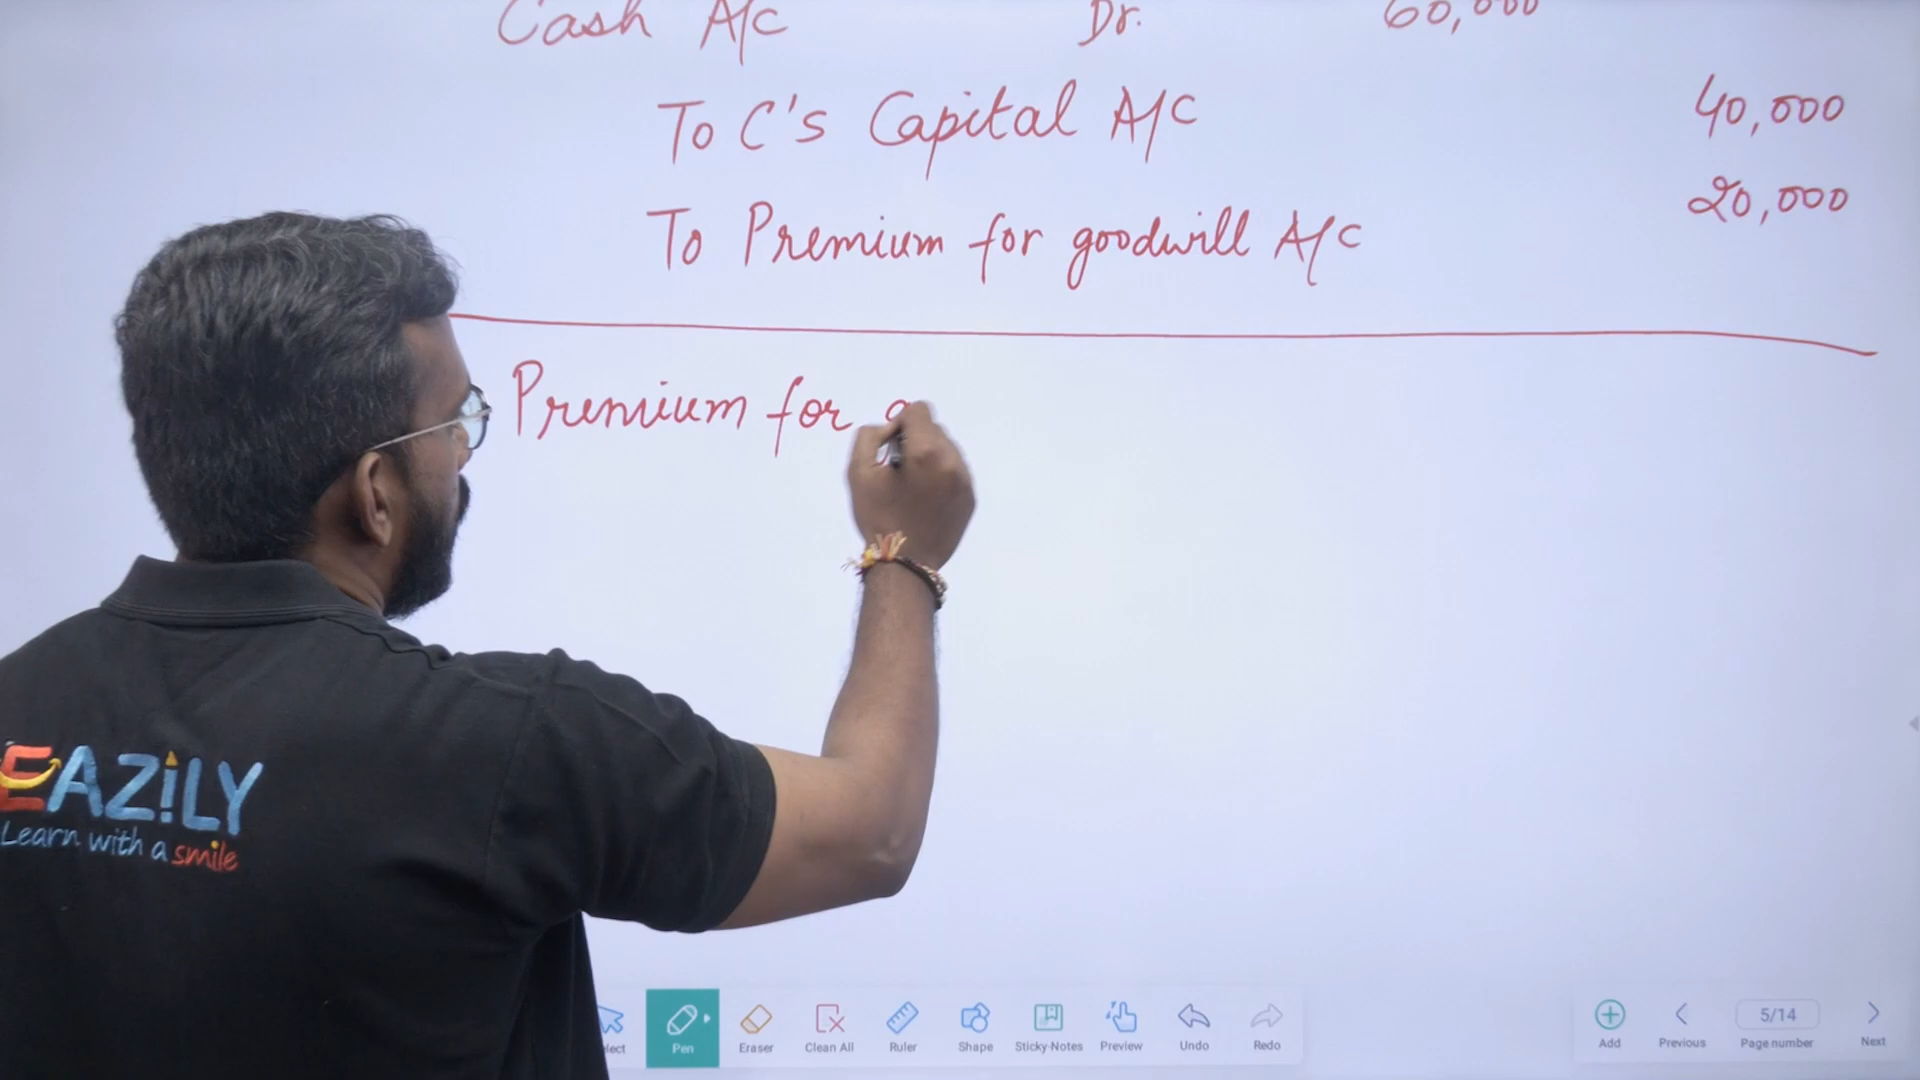 Cash A/c Dr. 60,000
To C's Capital A/c 40,000
To Premium for goodwill A/c 20,000
Premium for
EAZiLY
Learn with a smile
Pen
Eraser
Clean All
Ruler
Shape
Sticky Notes
Preview
Undo
Redo
Add
Previous
5/14
Page number
Next